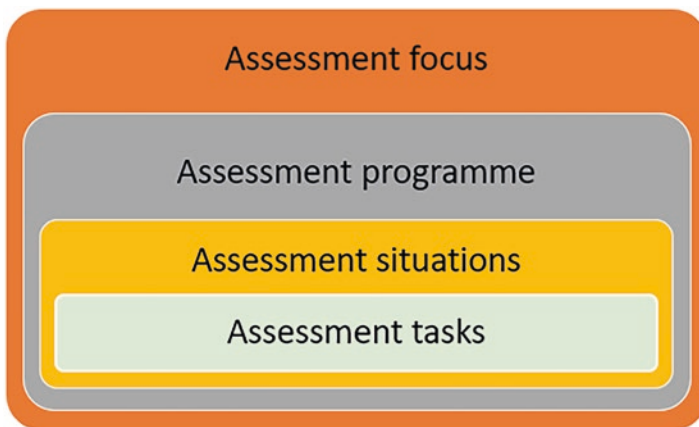 Assessment focus
Assessment programme
Assessment situations
Assessment tasks